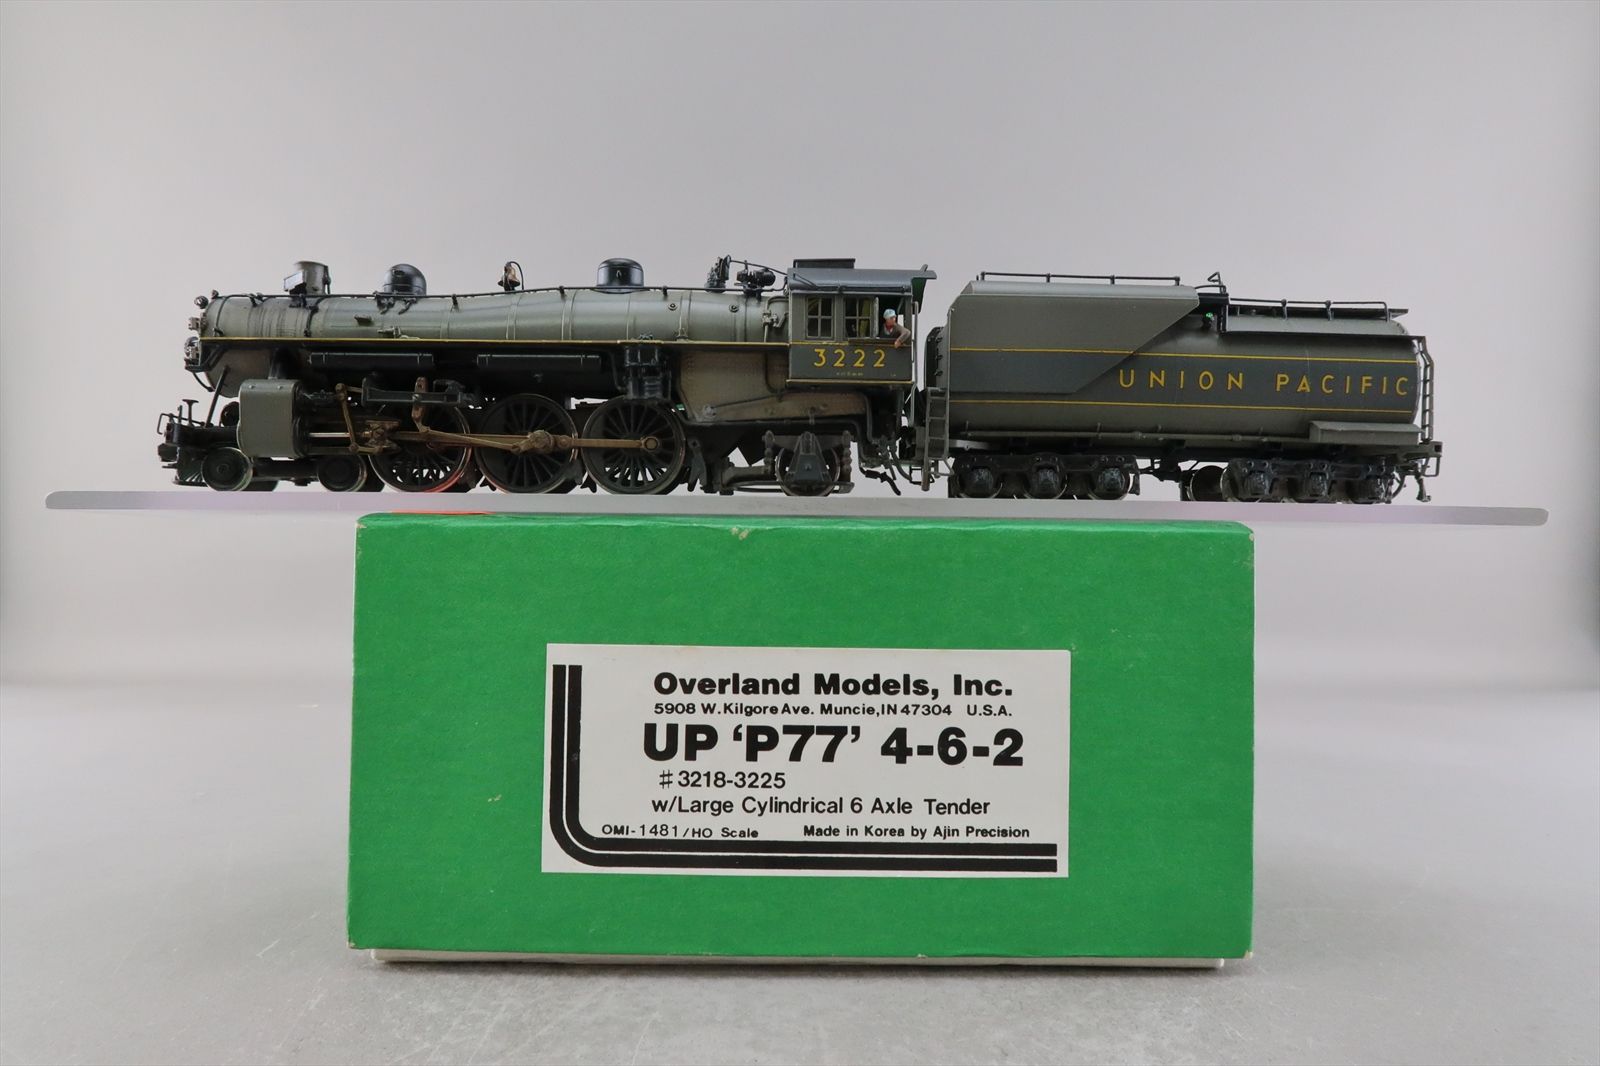 3222
UNION PACIFIC
Overland Models, Inc.
5908 W. Kilgore Ave. Muncie, IN 47304 U.S.A.
UP 'P77' 4-6-2
#3218-3225
w/Large Cylindrical 6 Axle Tender
OMI-1481/HO Scale Made in Korea by Ajin Precision